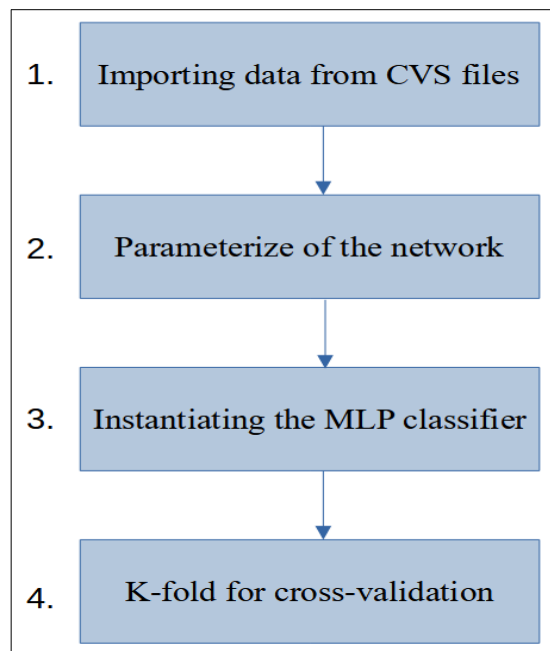 1. Importing data from CVS files
2. Parameterize of the network
3. Instantiating the MLP classifier
4. K-fold for cross-validation